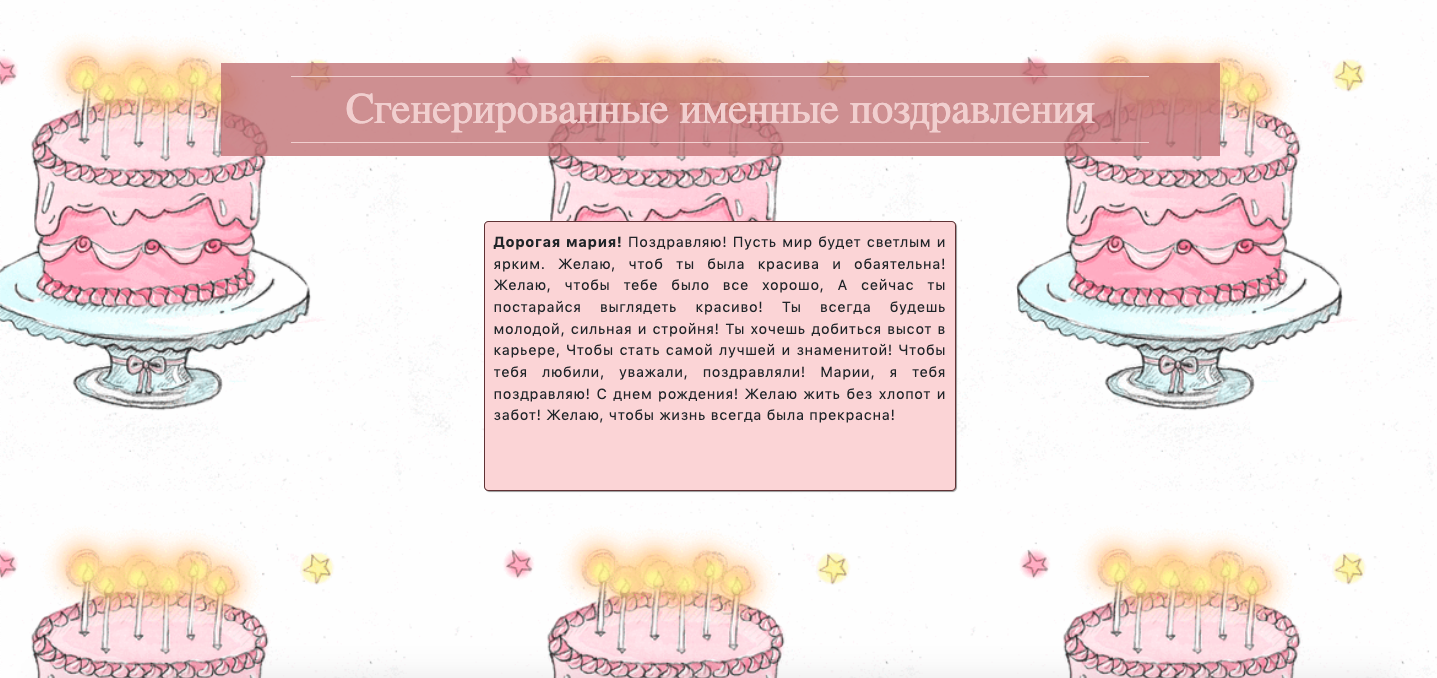 Сгенерированные именные поздравления
Дорогая мария! Поздравляю! Пусть мир будет светлым и
ярким. Желаю, чтоб ты была красива и обаятельна!
Желаю, чтобы тебе было все хорошо, А сейчас ты
постарайся выглядеть красиво! Ты всегда будешь
молодой, сильная и стройня! Ты хочешь добиться высот в
карьере, Чтобы стать самой лучшей и знаменитой! Чтобы
тебя любили, уважали, поздравляли! Марии, я тебя
поздравляю! С днем рождения! Желаю жить без хлопот и
забот! Желаю, чтобы жизнь всегда была прекрасна!